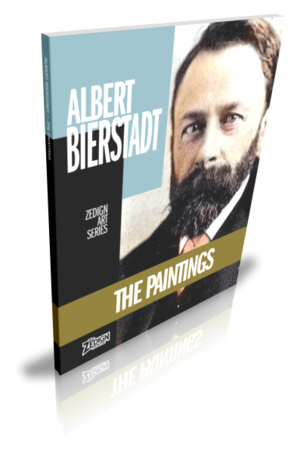 ALBERT
BIERSTADT
ZEDIGN
ART
SERIES
THE PAINTINGS
ZEDIGN